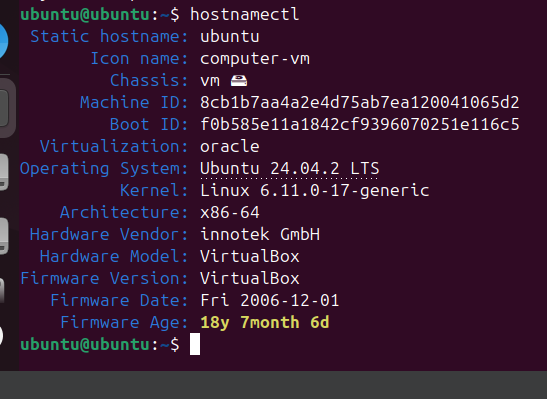 ubuntu@ubuntu:~$ hostnamectl
Static hostname: ubuntu
Icon name: computer-vm
Chassis: vm 🖴
Machine ID: 8cb1b7aa4a2e4d75ab7ea120041065d2
Boot ID: f0b585e11a1842cf9396070251e116c5
Virtualization: oracle
Operating System: Ubuntu 24.04.2 LTS
Kernel: Linux 6.11.0-17-generic
Architecture: x86-64
Hardware Vendor: innotek GmbH
Hardware Model: VirtualBox
Firmware Version: VirtualBox
Firmware Date: Fri 2006-12-01
Firmware Age: 18y 7month 6d
ubuntu@ubuntu:~$